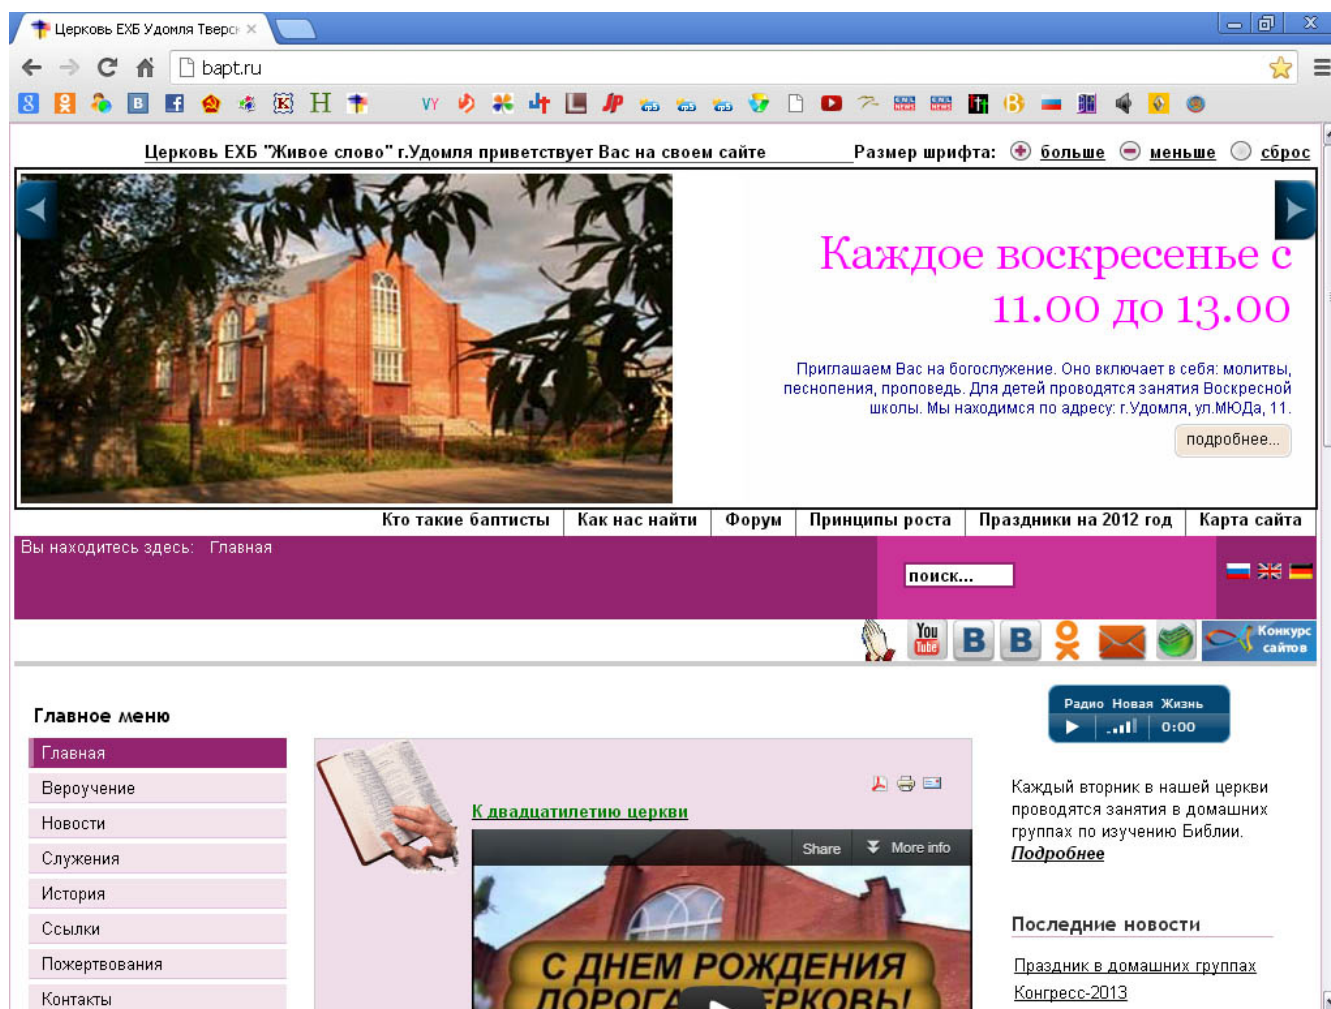 Церковь ЕХБ Удомля Тверск
bapt.ru
Церковь ЕХБ "Живое слово" г.Удомля приветствует Вас на своем сайте
Размер шрифта: больше меньше сброс
Каждое воскресенье с
11.00 до 13.00
Приглашаем Вас на богослужение. Оно включает в себя: молитвы,
песнопения, проповедь. Для детей проводятся занятия Воскресной
школы. Мы находимся по адресу: г.Удомля, ул.МЮДа, 11.
подробнее...
Кто такие баптисты Как нас найти Форум Принципы роста Праздники на 2012 год Карта сайта
Вы находитесь здесь: Главная
поиск...
You
Tube
В В
Конкурс
сайтов
Главное меню
Главная
Вероучение
Новости
Служения
История
Ссылки
Пожертвования
Контакты
К двадцатилетию церкви
Share More info
С ДНЕМ РОЖДЕНИЯ
Радио Новая Жизнь
0:00
Каждый вторник в нашей церкви
проводятся занятия в домашних
группах по изучению Библии.
Подробнее
Последние новости
Праздник в домашних группах
Конгресс-2013